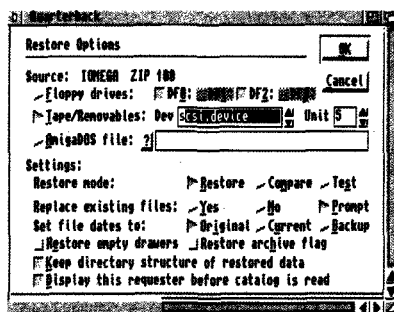 Quarterback
Restore Options
OK
Source: IOMEGA ZIP 100
Cancel
Floppy drives: DF0: DF2:
Tape/Removables: Dev scsi.device Unit 5
AmigaDOS file: ?
Settings:
Restore mode: Restore Compare Test
Replace existing files: Yes No Prompt
Set file dates to: Original Current Backup
Restore empty drawers Restore archive flag
Keep directory structure of restored data
Display this requester before catalog is read